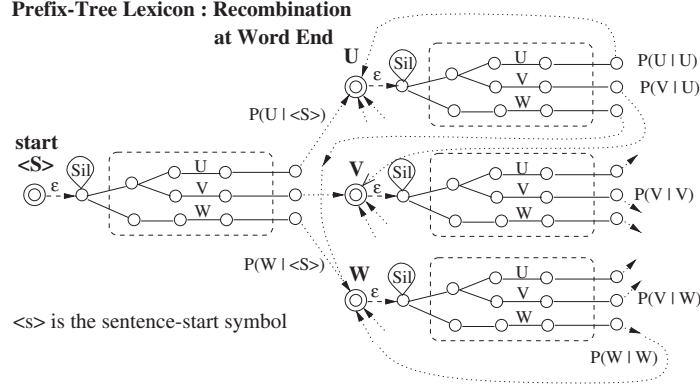 Prefix-Tree Lexicon : Recombination
at Word End
U
ε
Sil
U
V
W
P(U | U)
P(V | U)
P(U | <S>)
start
<S>
ε
Sil
U
V
W
V
ε
Sil
U
V
W
P(V | V)
P(W | <S>)
W
ε
Sil
U
V
W
P(V | W)
P(W | W)
<s> is the sentence-start symbol